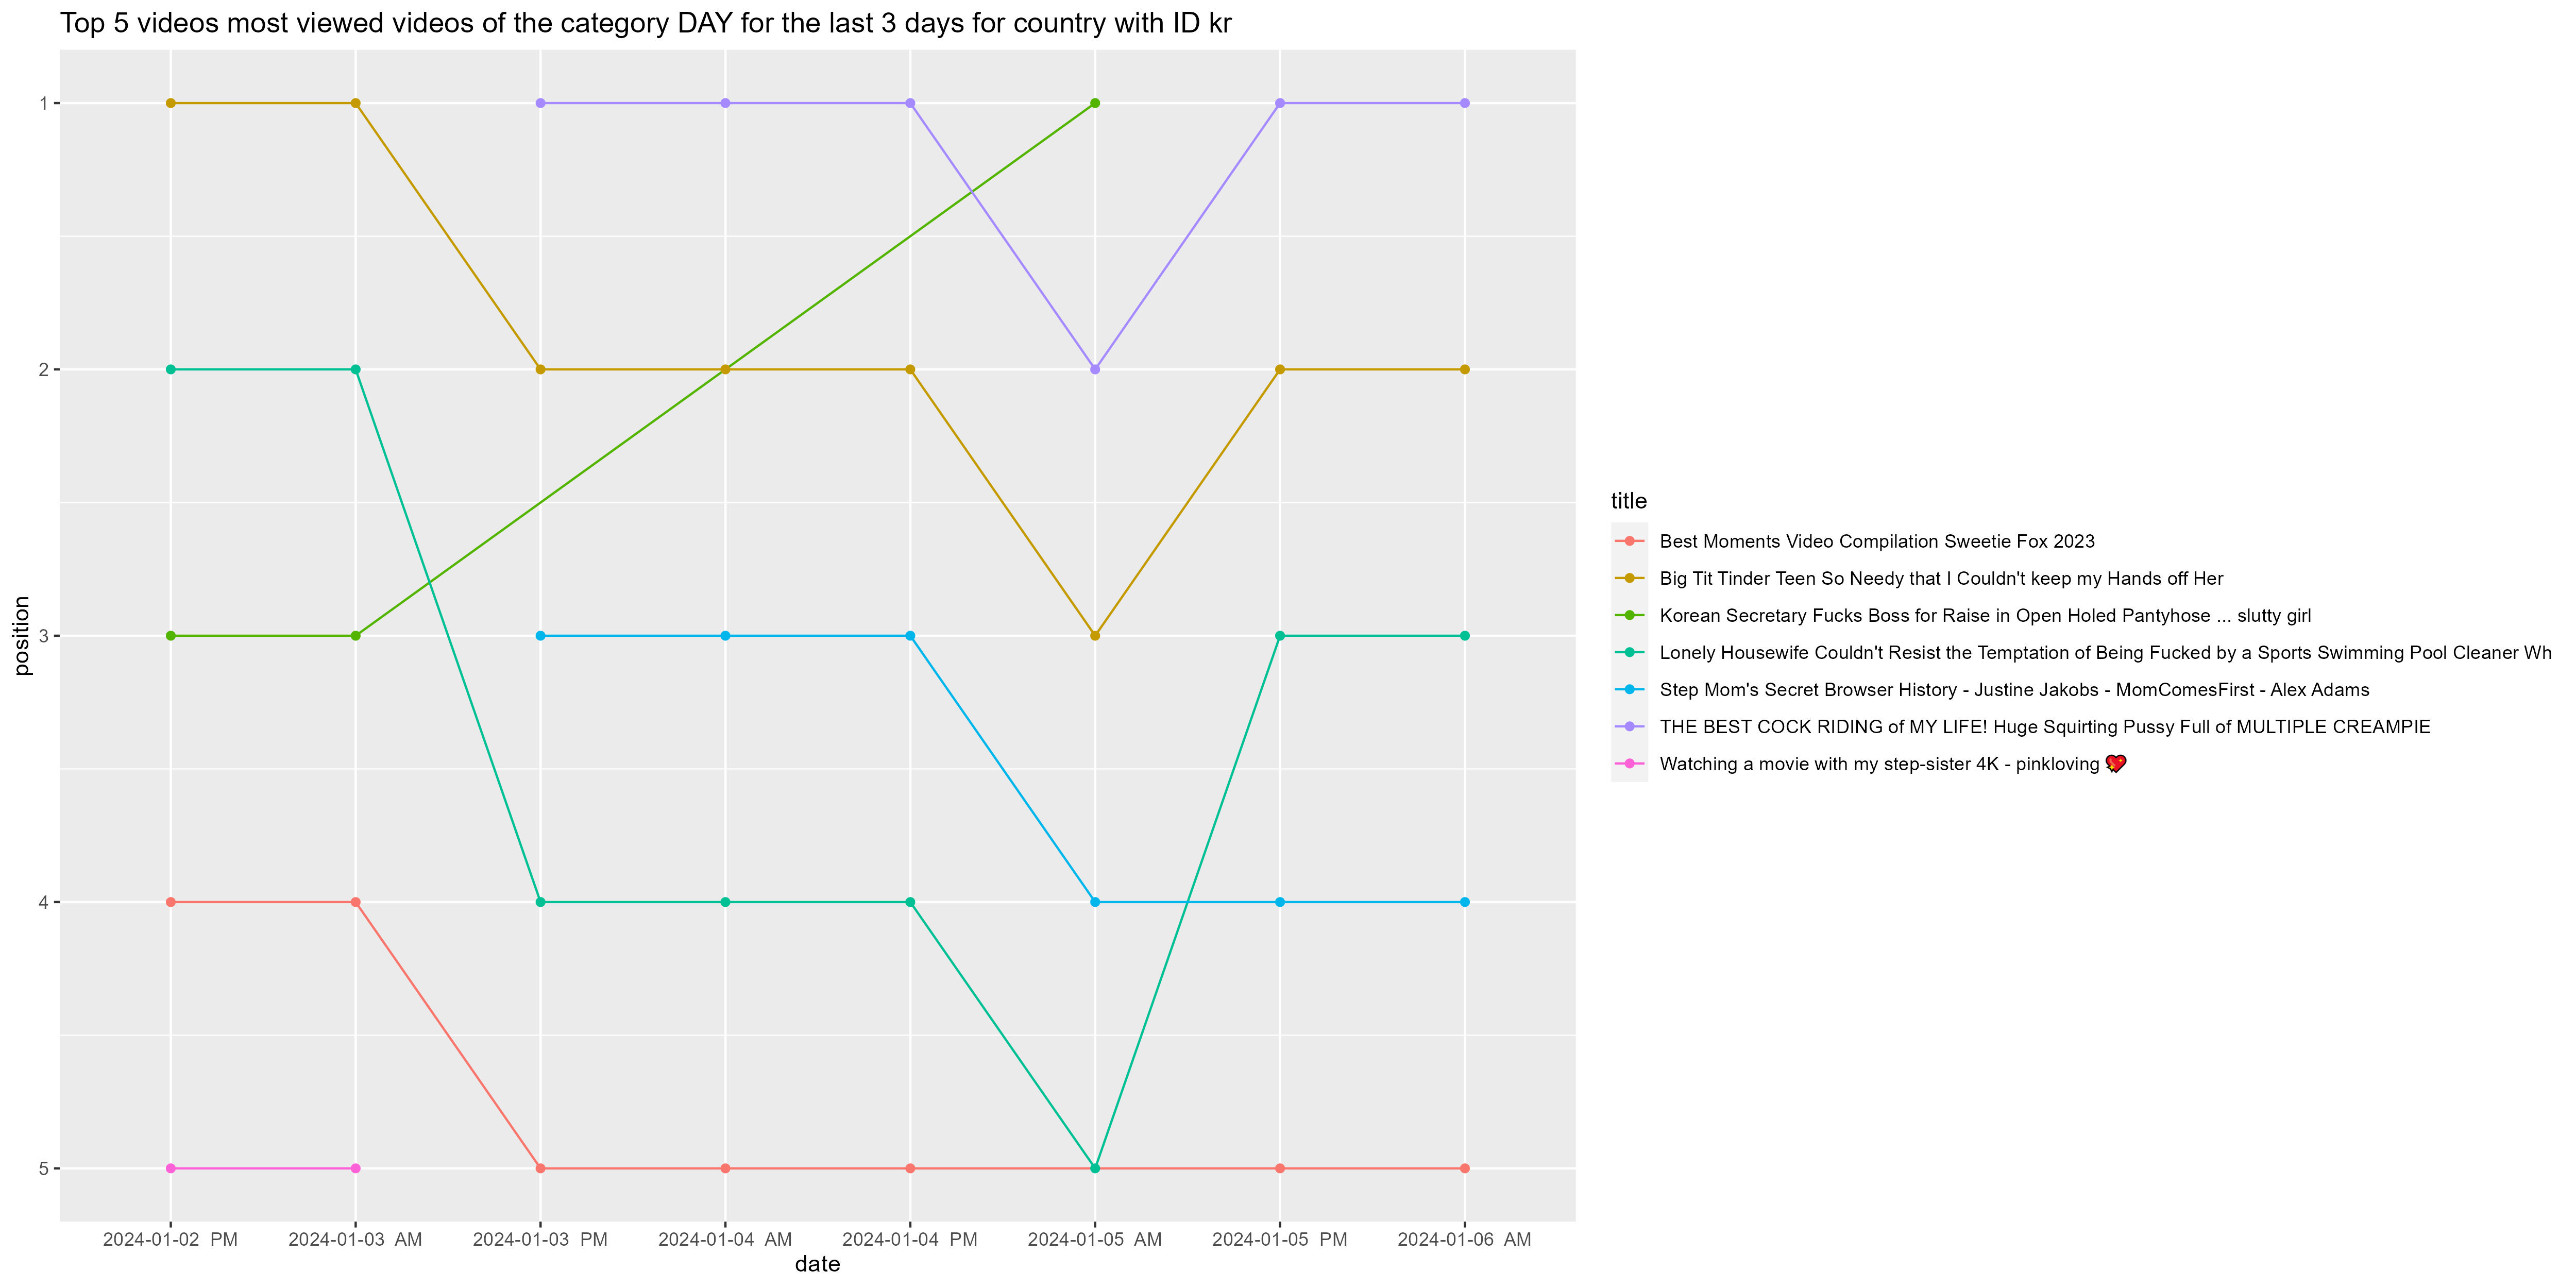 Top 5 videos most viewed videos of the category DAY for the last 3 days for country with ID kr
position
1
2
3
4
5
2024-01-02 PM
2024-01-03 AM
2024-01-03 PM
2024-01-04 AM
2024-01-04 PM
2024-01-05 AM
2024-01-05 PM
2024-01-06 AM
date
title
Best Moments Video Compilation Sweetie Fox 2023
Big Tit Tinder Teen So Needy that I Couldn't keep my Hands off Her
Korean Secretary Fucks Boss for Raise in Open Holed Pantyhose ... slutty girl
Lonely Housewife Couldn't Resist the Temptation of Being Fucked by a Sports Swimming Pool Cleaner Wh
Step Mom's Secret Browser History - Justine Jakobs - MomComesFirst - Alex Adams
THE BEST COCK RIDING of MY LIFE! Huge Squirting Pussy Full of MULTIPLE CREAMPIE
Watching a movie with my step-sister 4K - pinkloving 💖